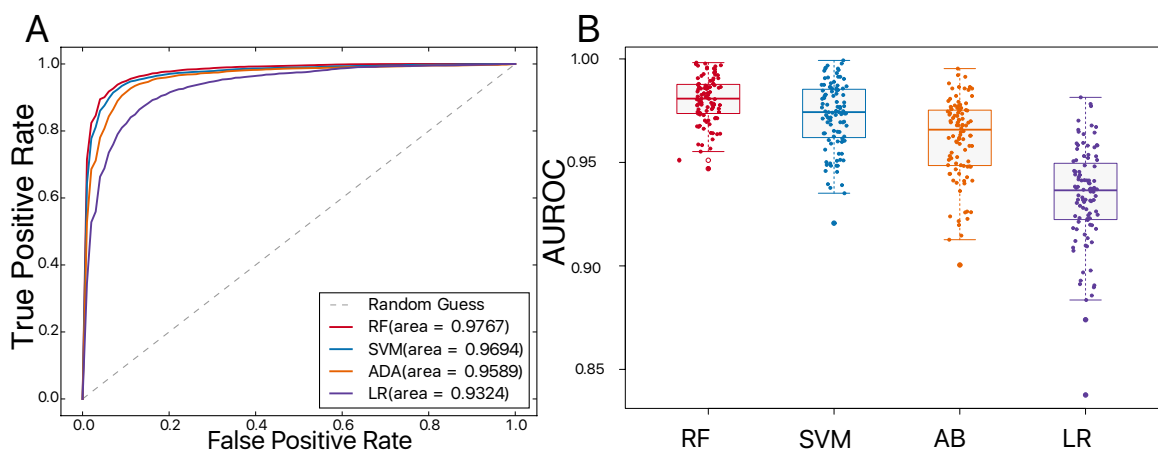 A
True Positive Rate
1.0
0.8
0.6
0.4
0.2
0.0
0.0
0.2
0.4
0.6
0.8
1.0
False Positive Rate
Random Guess
RF(area = 0.9767)
SVM(area = 0.9694)
ADA(area = 0.9589)
LR(area = 0.9324)
B
AUROC
1.00
0.95
0.90
0.85
RF
SVM
AB
LR